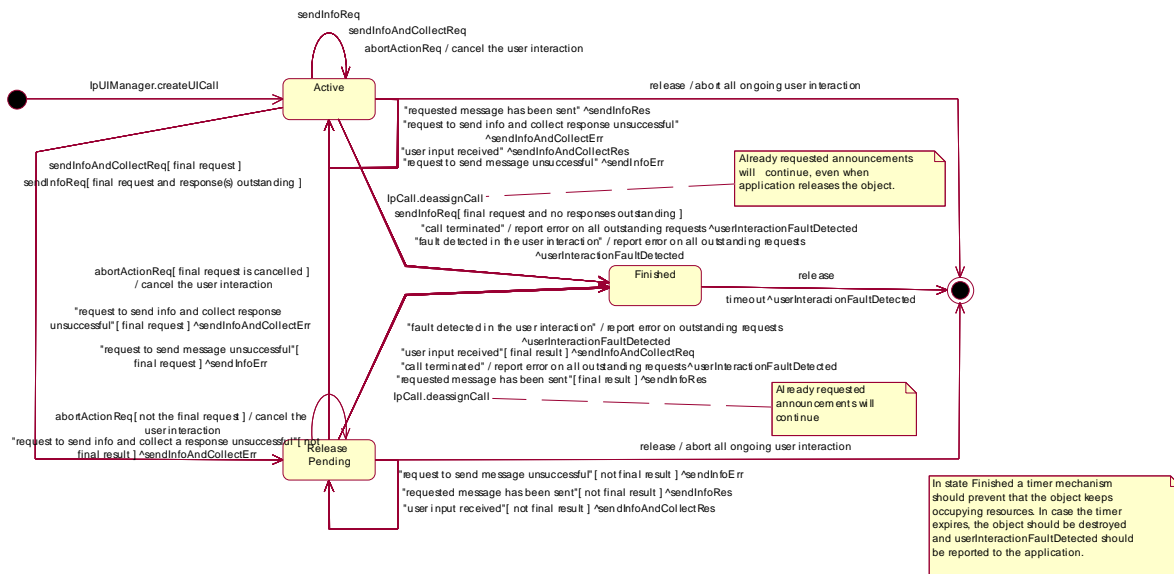 sendInfoReq
sendInfoAndCollectReq
abortActionReq / cancel the user interaction
IpUIManager.createUICall
Active
release / abort all ongoing user interaction
"requested message has been sent" ^sendInfoRes
"request to send info and collect response unsuccessful"
^sendInfoAndCollectErr
"user input received" ^sendInfoAndCollectRes
"request to send message unsuccessful" ^sendInfoErr
sendInfoAndCollectReq[ final request ]
sendInfoReq[ final request and response(s) outstanding ]
Already requested announcements
will continue, even when
application releases the object.
IpCall.deassignCall
sendInfoReq[ final request and no responses outstanding ]
"call terminated" / report error on all outstanding requests ^userInteractionFaultDetected
"fault detected in the user interaction" / report error on all outstanding requests
^userInteractionFaultDetected
Finished
release
timeout ^userInteractionFaultDetected
abortActionReq[ final request is cancelled ]
/ cancel the user interaction
"request to send info and collect response
unsuccessful"[ final request ] ^sendInfoAndCollectErr
"request to send message unsuccessful"[
final request ] ^sendInfoErr
"fault detected in the user interaction" / report error on outstanding requests
^userInteractionFaultDetected
"user input received"[ final result ] ^sendInfoAndCollectReq
"call terminated" / report error on all outstanding requests ^userInteractionFaultDetected
"requested message has been sent"[ final result ] ^sendInfoRes
IpCall.deassignCall
Already requested
announcements will
continue
abortActionReq[ not the final request ] / cancel the
user interaction
"request to send info and collect a response unsuccessful"[ not
final result ] ^sendInfoAndCollectErr
Release
Pending
release / abort all ongoing user interaction
"request to send message unsuccessful"[ not final result ] ^sendInfoErr
"requested message has been sent"[ not final result ] ^sendInfoRes
"user input received"[ not final result ] ^sendInfoAndCollectRes
In state Finished a timer mechanism
should prevent that the object keeps
occupying resources. In case the timer
expires, the object should be destroyed
and userInteractionFaultDetected should
be reported to the application.